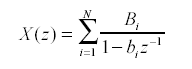 X(z) = \sum_{i=1}^{N} \frac{B_i}{1 - b_i z^{-1}}